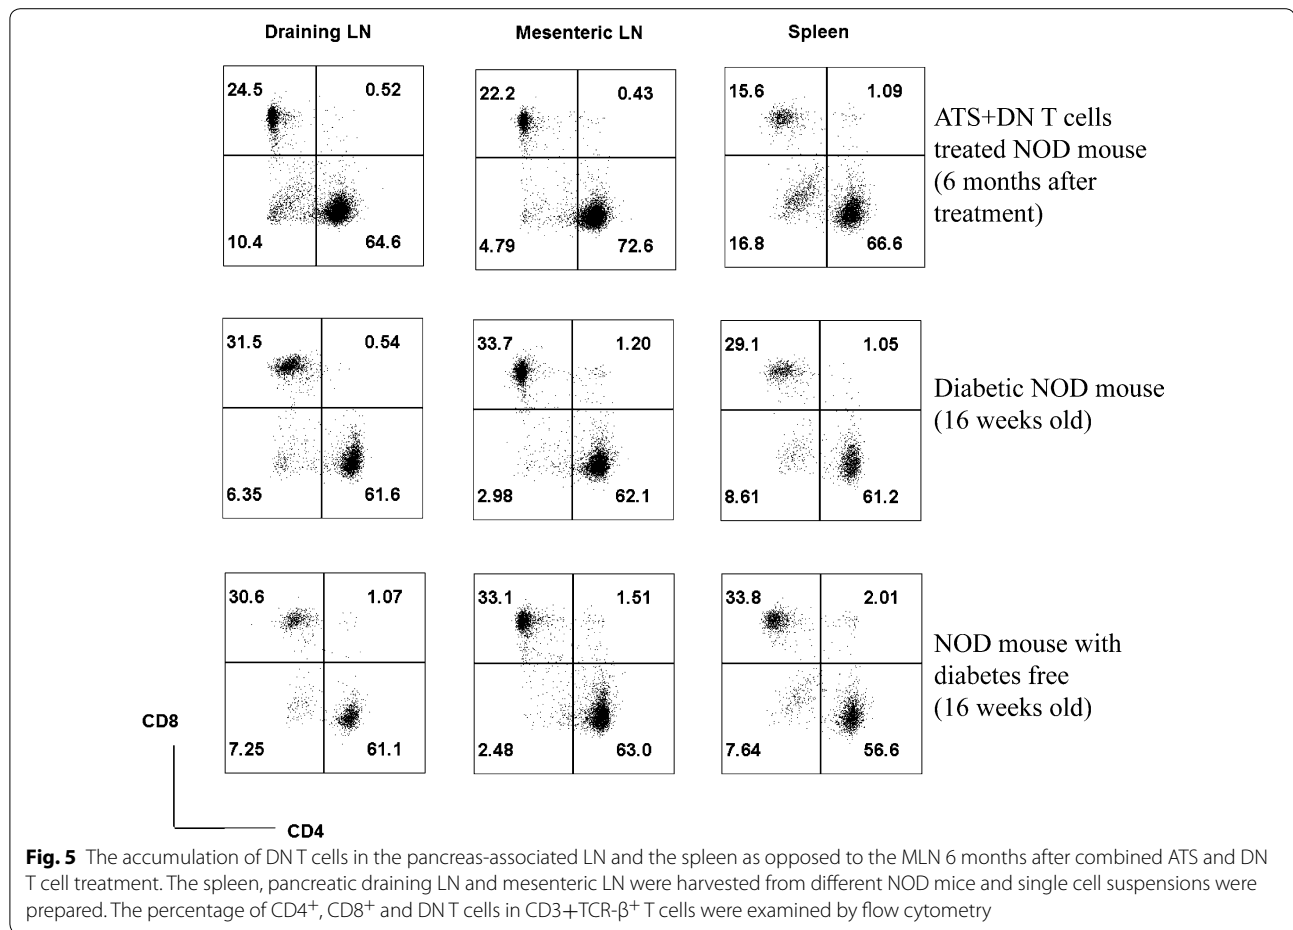 Draining LN Mesenteric LN Spleen
24.5 0.52 22.2 0.43 15.6 1.09
10.4 64.6 4.79 72.6 16.8 66.6
ATS+DN T cells
treated NOD mouse
(6 months after
treatment)
31.5 0.54 33.7 1.20 29.1 1.05
6.35 61.6 2.98 62.1 8.61 61.2
Diabetic NOD mouse
(16 weeks old)
30.6 1.07 33.1 1.51 33.8 2.01
7.25 61.1 2.48 63.0 7.64 56.6
NOD mouse with
diabetes free
(16 weeks old)
CD8
CD4
Fig. 5 The accumulation of DN T cells in the pancreas-associated LN and the spleen as opposed to the MLN 6 months after combined ATS and DN
T cell treatment. The spleen, pancreatic draining LN and mesenteric LN were harvested from different NOD mice and single cell suspensions were
prepared. The percentage of CD4⁺, CD8⁺ and DN T cells in CD3+TCR-β⁺ T cells were examined by flow cytometry